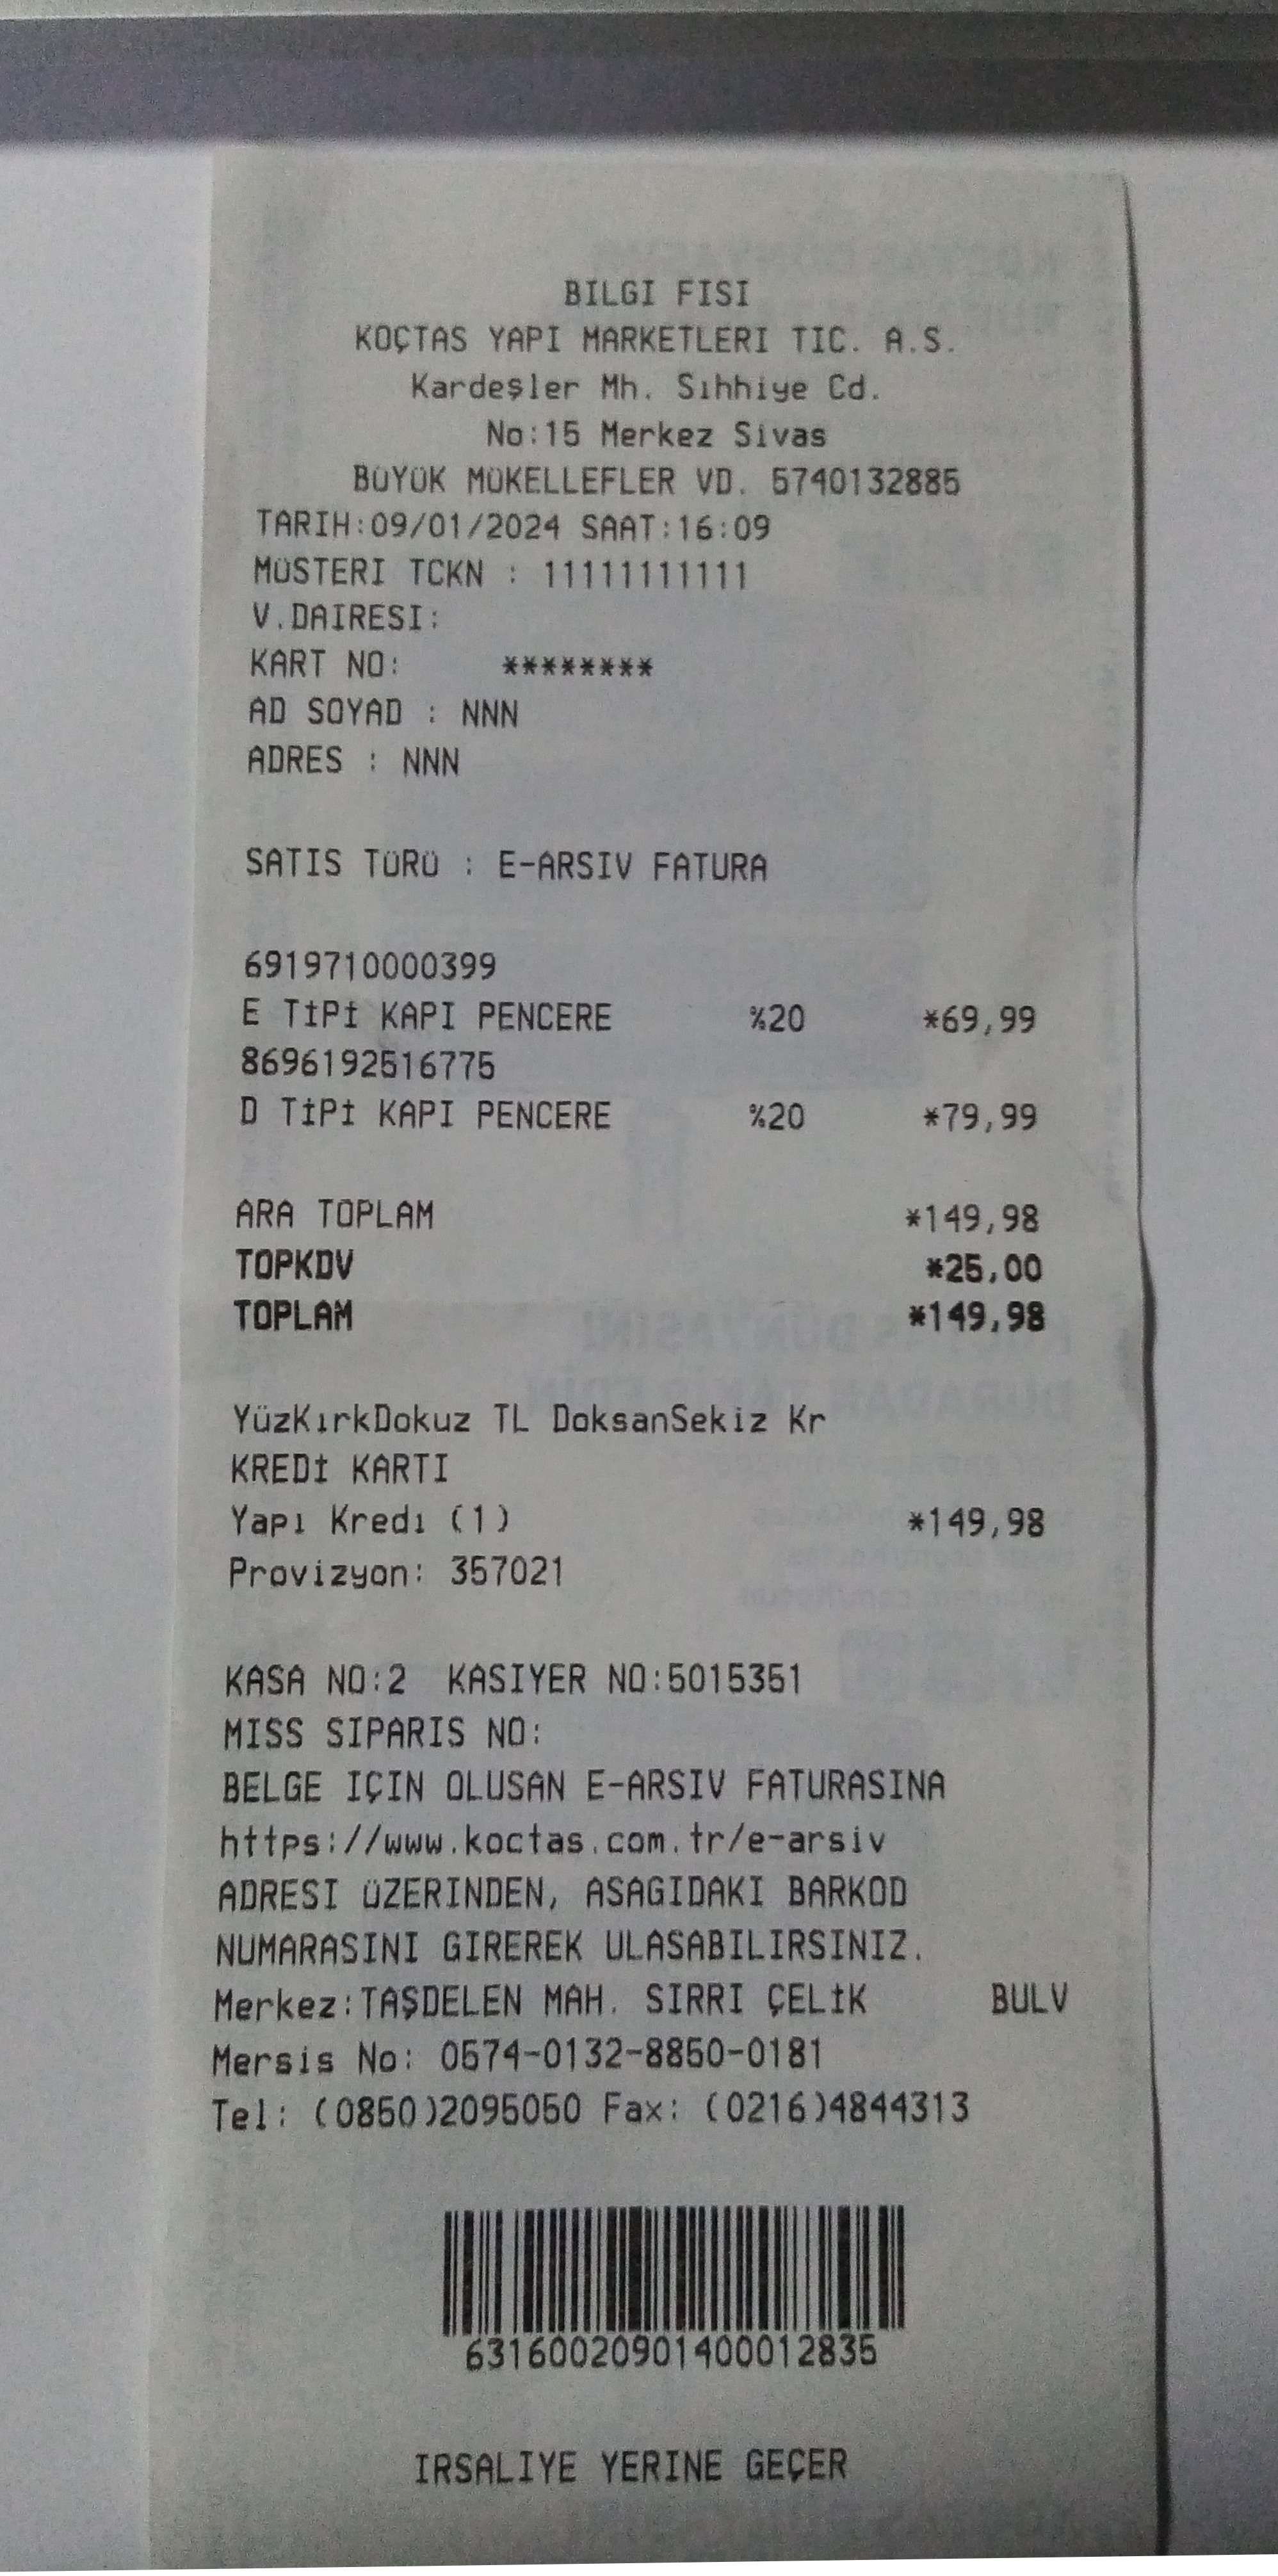 BILGI FISI
KOÇTAS YAPI MARKETLERI TIC. A.S.
Kardeşler Mh. Sıhhiye Cd.
No:15 Merkez Sivas
BÜYÜK MÜKELLEFLER VD. 5740132885
TARIH:09/01/2024 SAAT:16:09
MÜSTERI TCKN : 11111111111
V.DAIRESI:
KART NO: ********
AD SOYAD : NNN
ADRES : NNN
SATIS TÜRÜ : E-ARSIV FATURA
6919710000399
E TİPİ KAPI PENCERE %20 *69,99
8696192516775
D TİPİ KAPI PENCERE %20 *79,99
ARA TOPLAM *149,98
TOPKDV *25,00
TOPLAM *149,98
YüzKırkDokuz TL DoksanSekiz Kr
KREDİ KARTI
Yapı Kredı (1) *149,98
Provizyon: 357021
KASA NO:2 KASIYER NO:5015351
MISS SIPARIS NO:
BELGE IÇIN OLUSAN E-ARSIV FATURASINA
https://www.koctas.com.tr/e-arsiv
ADRESI ÜZERINDEN, ASAGIDAKI BARKOD
NUMARASINI GIREREK ULASABILIRSINIZ.
Merkez:TAŞDELEN MAH. SIRRI ÇELİK BULV
Mersis No: 0574-0132-8850-0181
Tel: (0850)2095050 Fax: (0216)4844313
63160020901400012835
IRSALIYE YERINE GEÇER